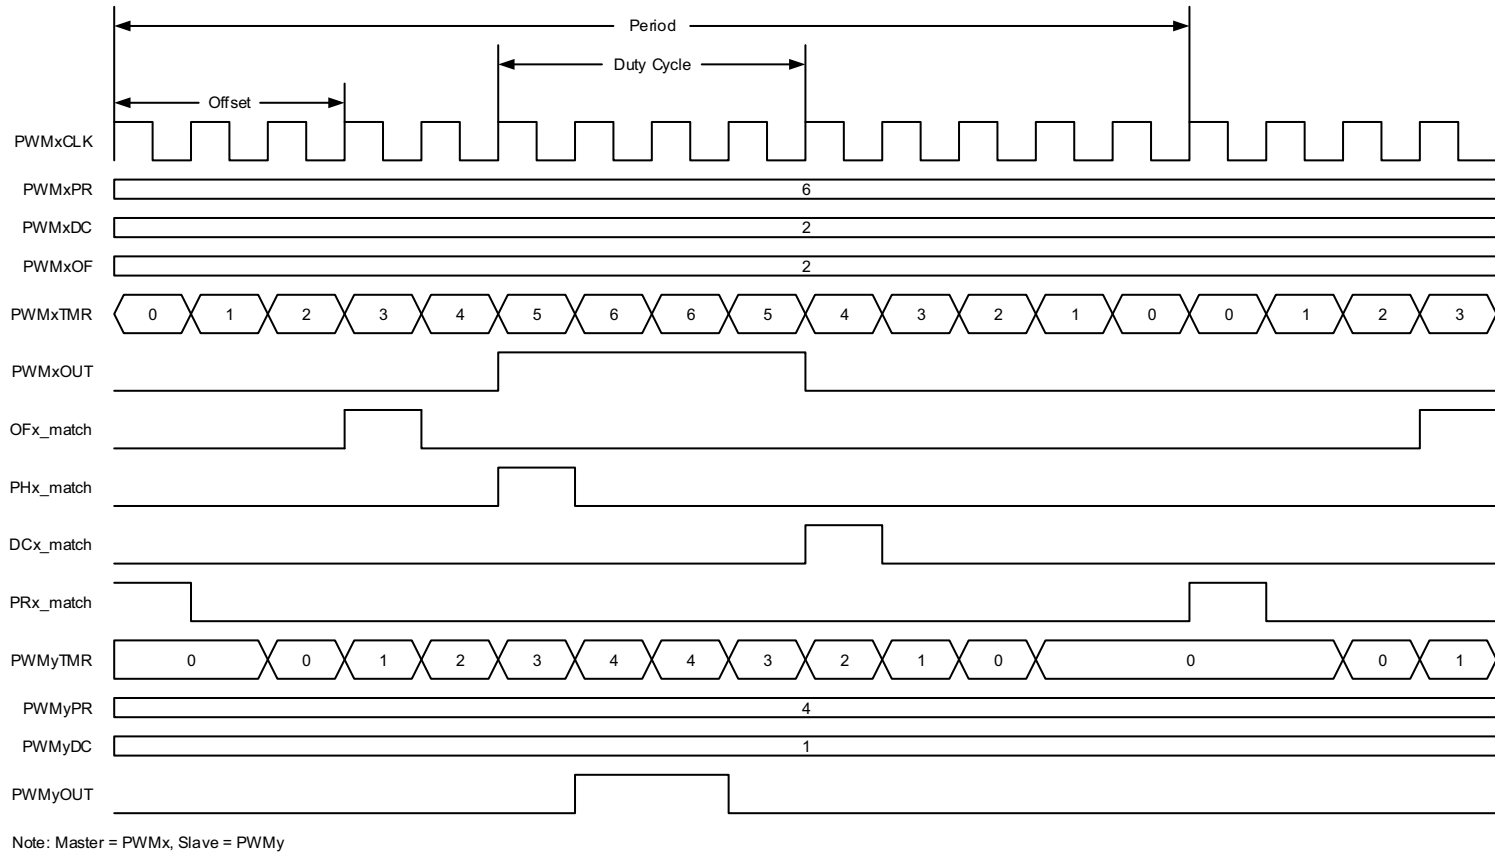 Period
Duty Cycle
Offset
PWMxCLK
PWMxPR 6
PWMxDC 2
PWMxOF 2
PWMxTMR 0 1 2 3 4 5 6 6 5 4 3 2 1 0 0 1 2 3
PWMxOUT
OFx_match
PHx_match
DCx_match
PRx_match
PWMyTMR 0 0 1 2 3 4 4 3 2 1 0 0 0 1
PWMyPR 4
PWMyDC 1
PWMyOUT
Note: Master = PWMx, Slave = PWMy